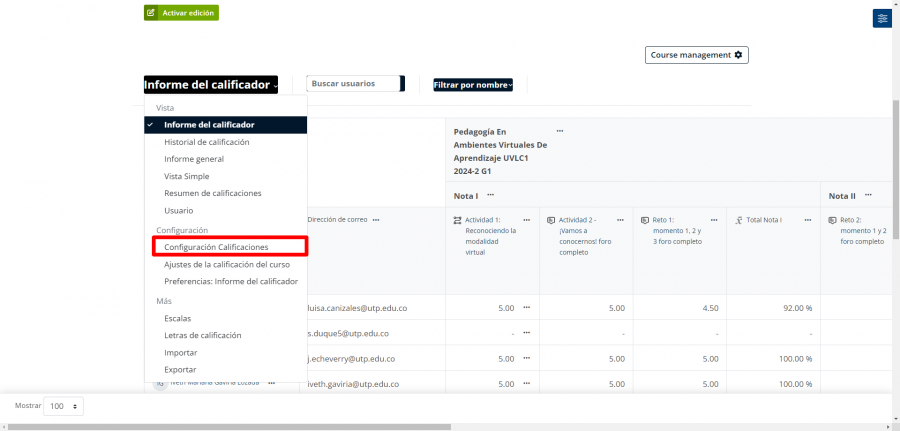 Activar edición
Course management
Informe del calificador
Buscar usuarios
Filtrar por nombre
Vista
Informe del calificador
Historial de calificación
Informe general
Vista Simple
Resumen de calificaciones
Usuario
Configuración
Configuración Calificaciones
Ajustes de la calificación del curso
Preferencias: Informe del calificador
Más
Escalas
Letras de calificación
Importar
Exportar
Pedagogía En
Ambientes Virtuales De
Aprendizaje UVLC1
2024-2 G1
Nota I
Nota II
Dirección de correo
Actividad 1:
Reconociendo la
modalidad
virtual
Actividad 2 -
¡Vamos a
conocernos! foro
completo
Reto 1:
momento 1, 2 y
3 foro completo
Total Nota I
Reto 2:
momento 1 y 2
foro completo
luisa.canizales@utp.edu.co 5.00 5.00 4.50 92.00 %
s.duque5@utp.edu.co - - - -
j.echeverry@utp.edu.co 5.00 5.00 5.00 100.00 %
iveth.gaviria@utp.edu.co 5.00 5.00 5.00 100.00 %
Mostrar 100